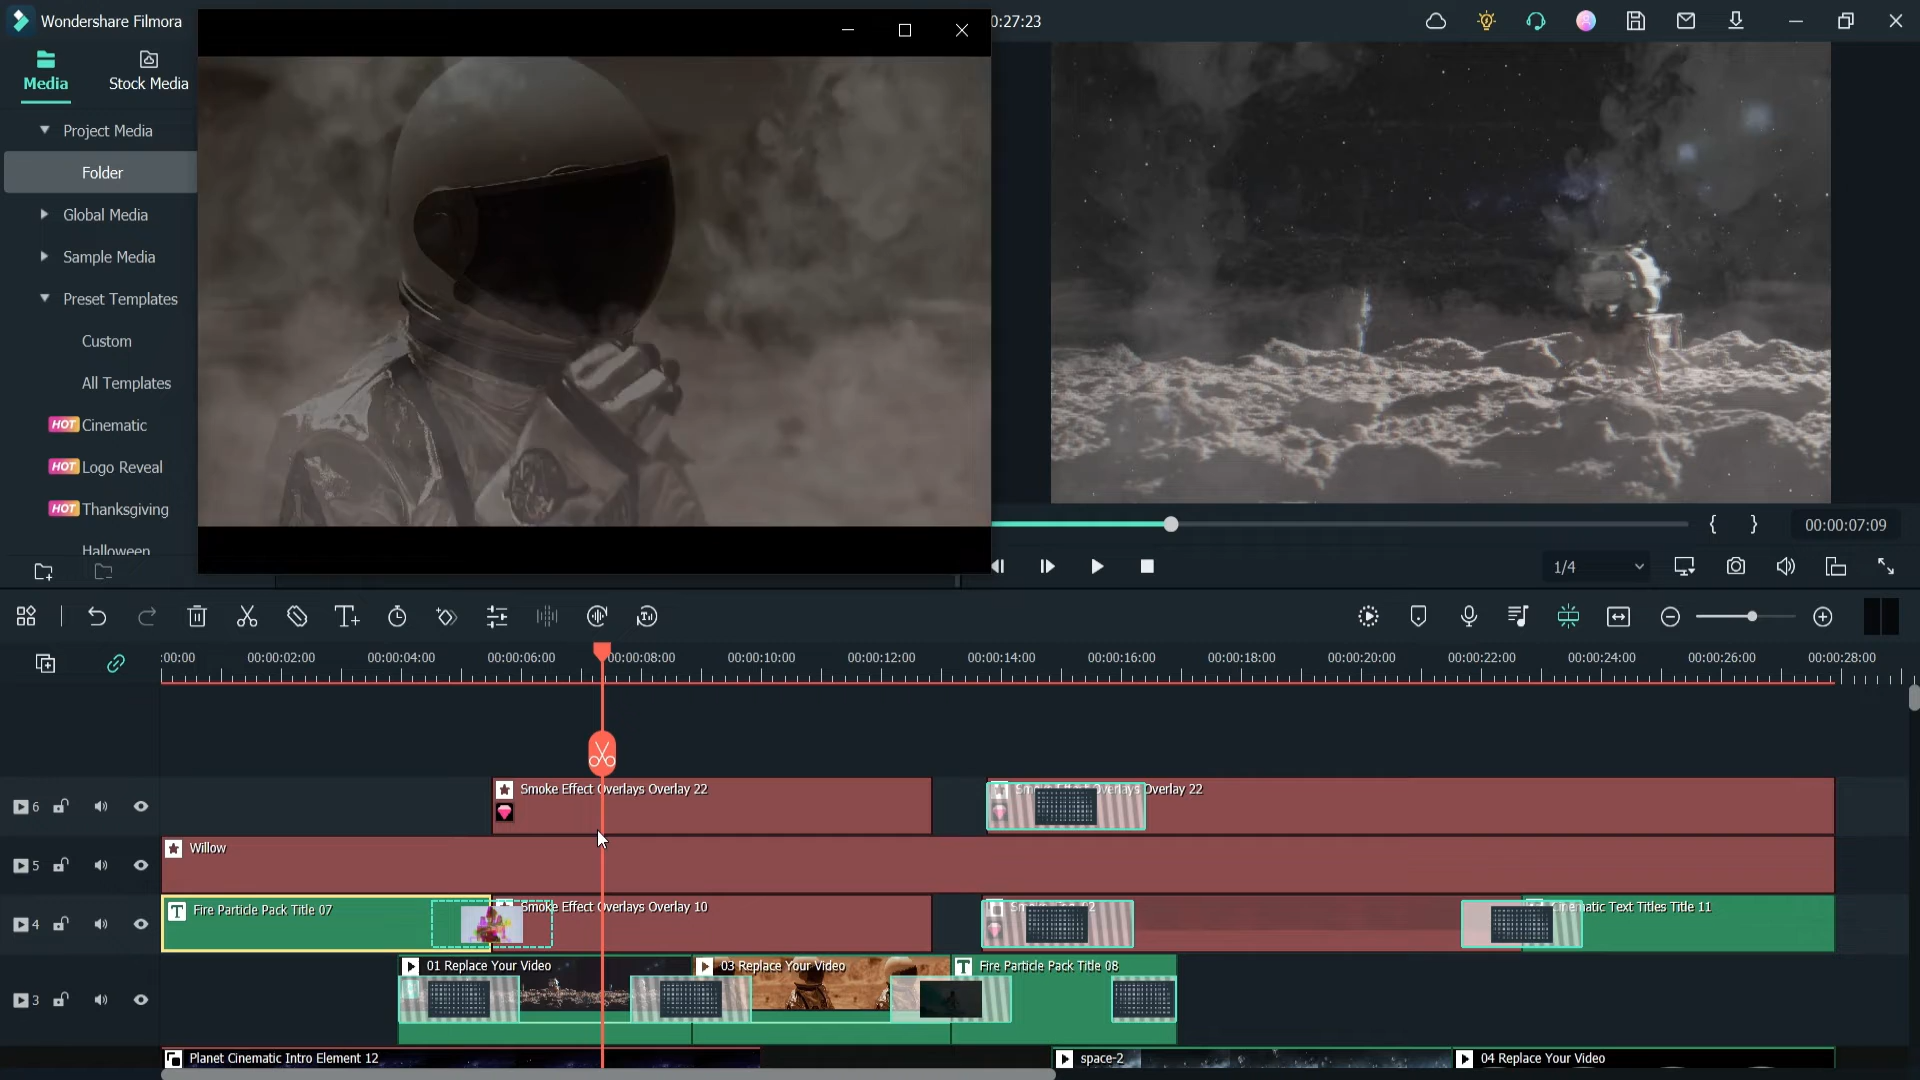 Wondershare Filmora
0:27:23
Media
Stock Media
Project Media
Folder
Global Media
Sample Media
Preset Templates
Custom
All Templates
HOT Cinematic
HOT Logo Reveal
HOT Thanksgiving
Halloween
{ } 00:00:07:09
1/4
:00:00 00:00:02:00 00:00:04:00 00:00:06:00 00:00:08:00 00:00:10:00 00:00:12:00 00:00:14:00 00:00:16:00 00:00:18:00 00:00:20:00 00:00:22:00 00:00:24:00 00:00:26:00 00:00:28:00
6
Smoke Effect Overlays Overlay 22
Smoke Effect Overlays Overlay 22
5
Willow
4
Fire Particle Pack Title 07
Smoke Effect Overlays Overlay 10
Cinematic Text Titles Title 11
3
01 Replace Your Video
03 Replace Your Video
Fire Particle Pack Title 08
Planet Cinematic Intro Element 12
space-2
04 Replace Your Video